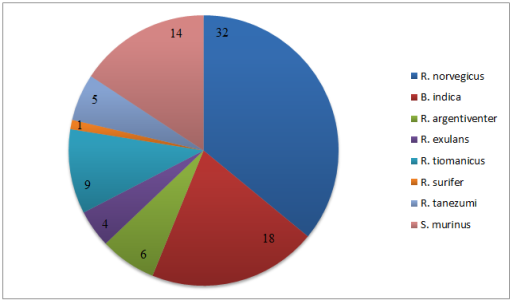 32
18
6
4
9
1
5
14
R. norvegicus
B. indica
R. argentiventer
R. exulans
R. tiomanicus
R. surifer
R. tanezumi
S. murinus